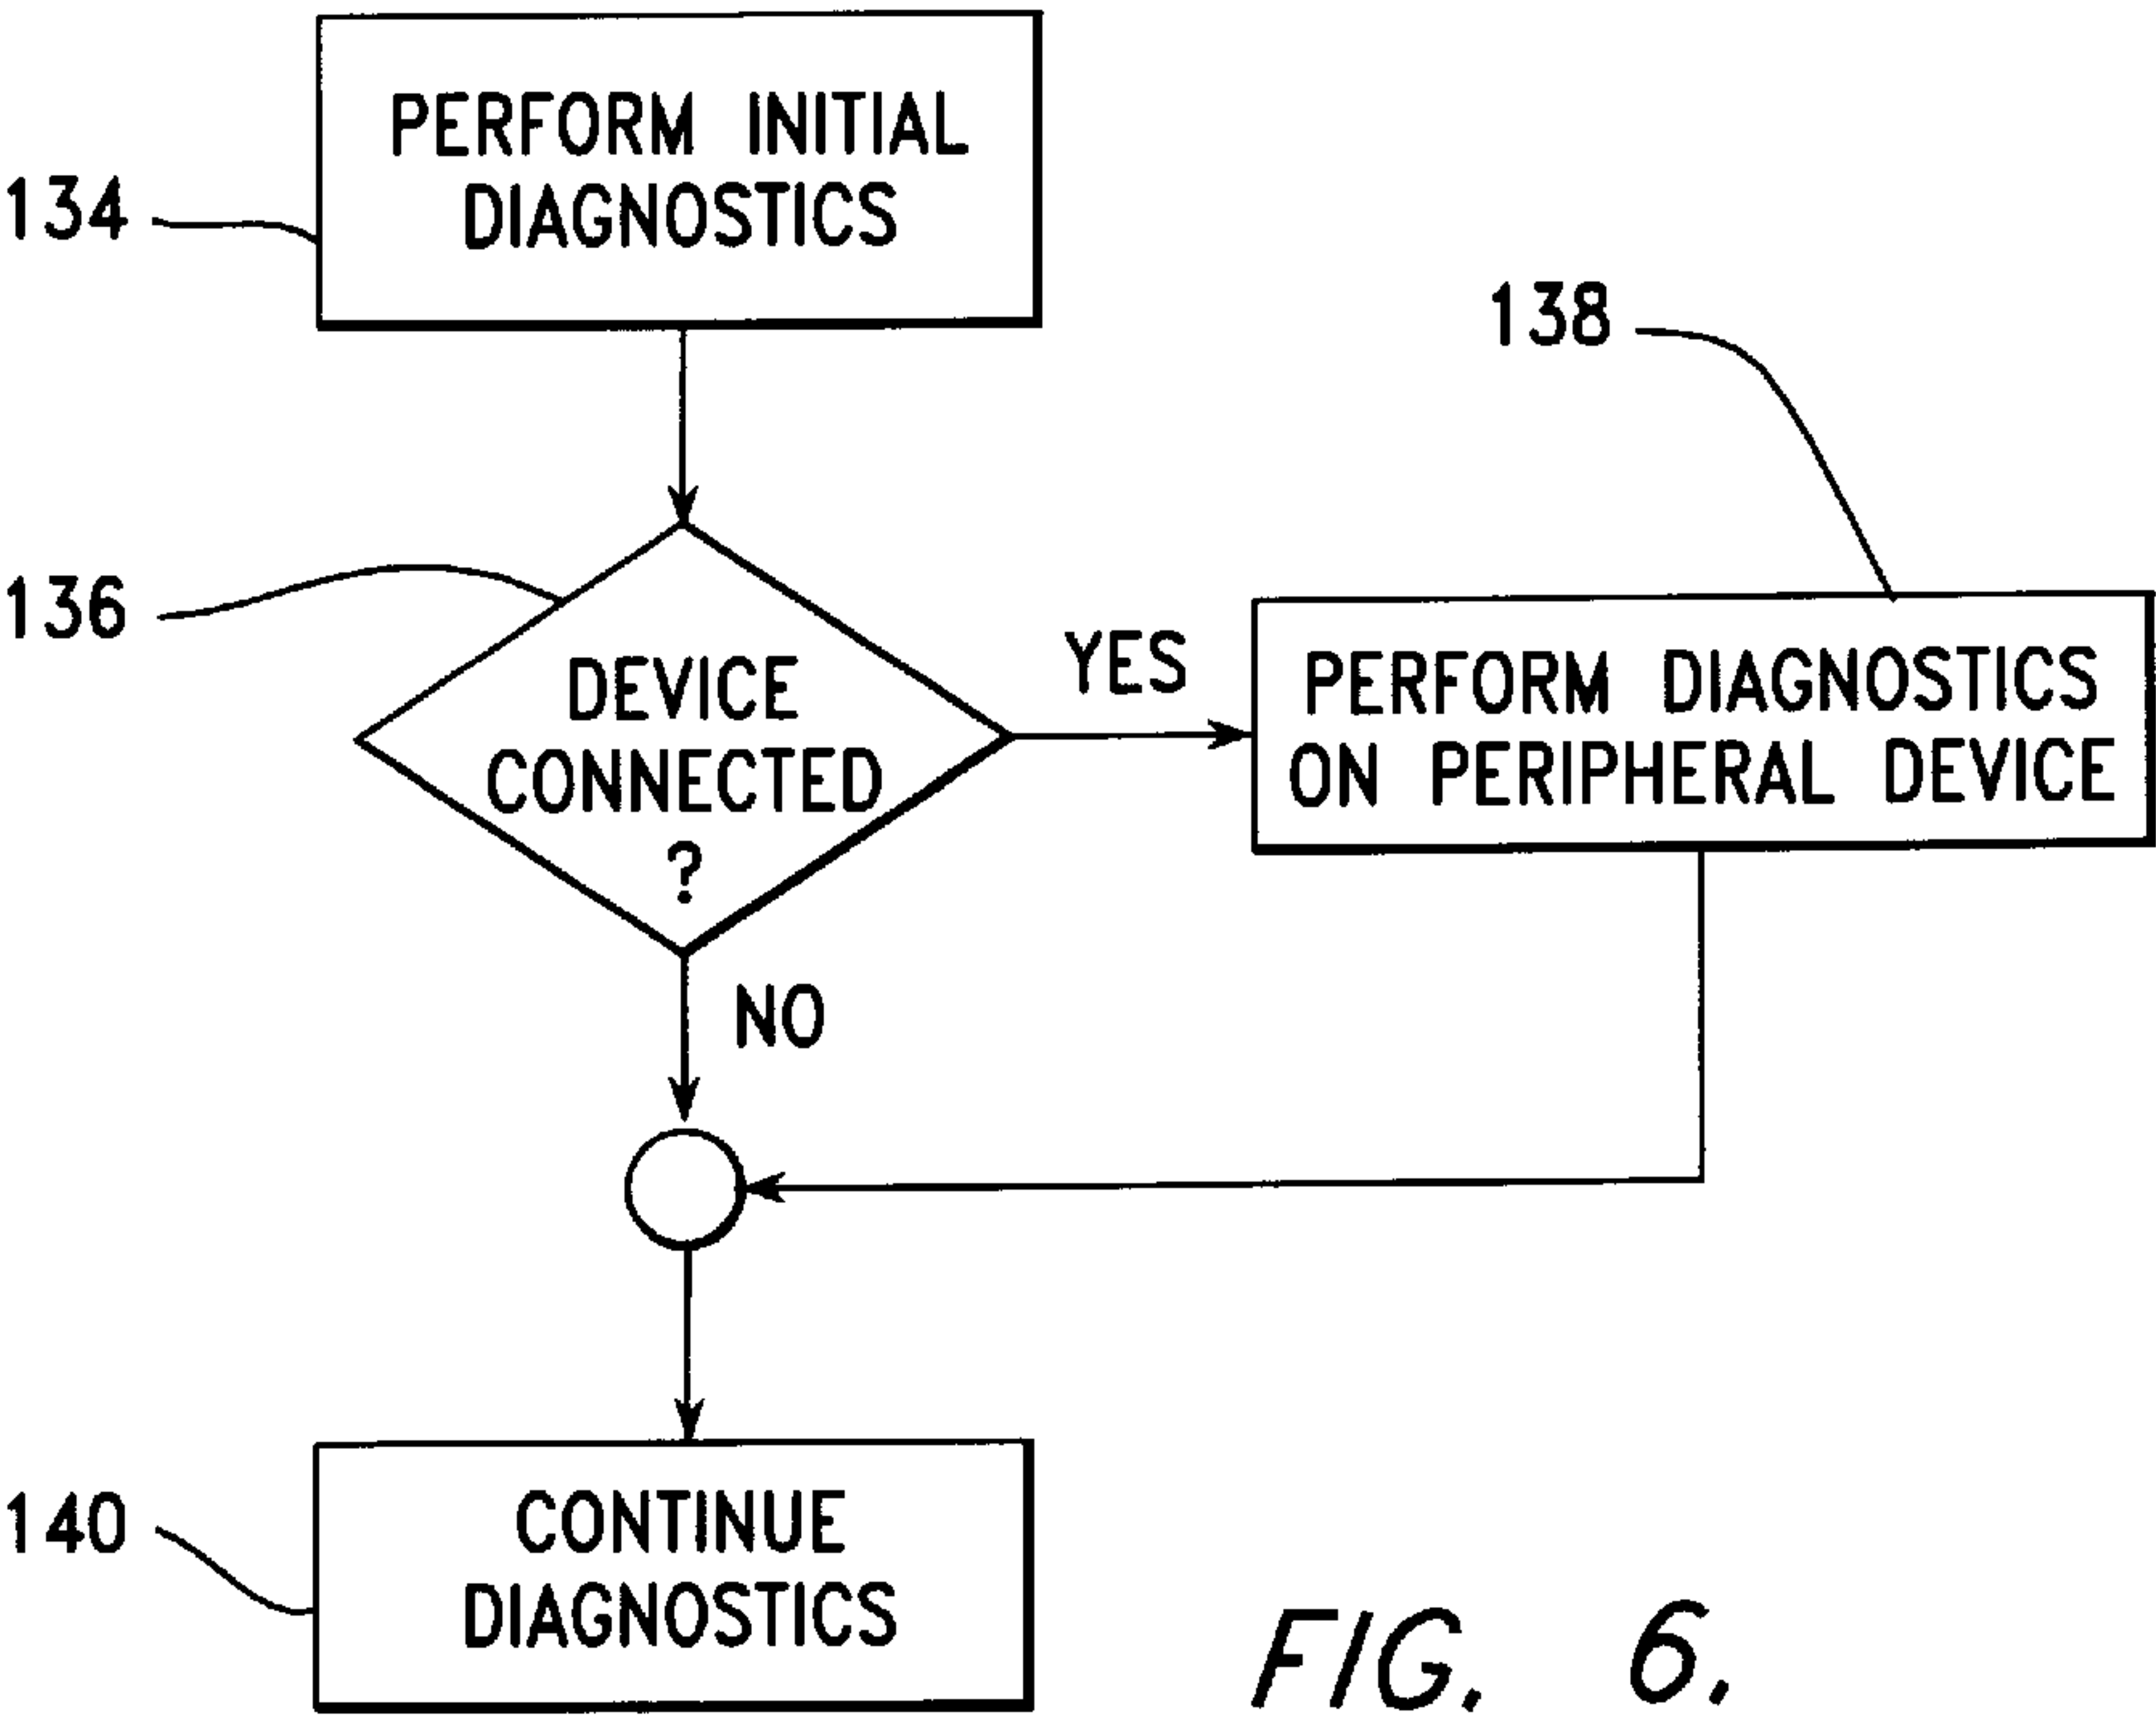 PERFORM INITIAL
DIAGNOSTICS
134
138
136
DEVICE
CONNECTED
?
YES
PERFORM DIAGNOSTICS
ON PERIPHERAL DEVICE
NO
CONTINUE
DIAGNOSTICS
140
FIG. 6.